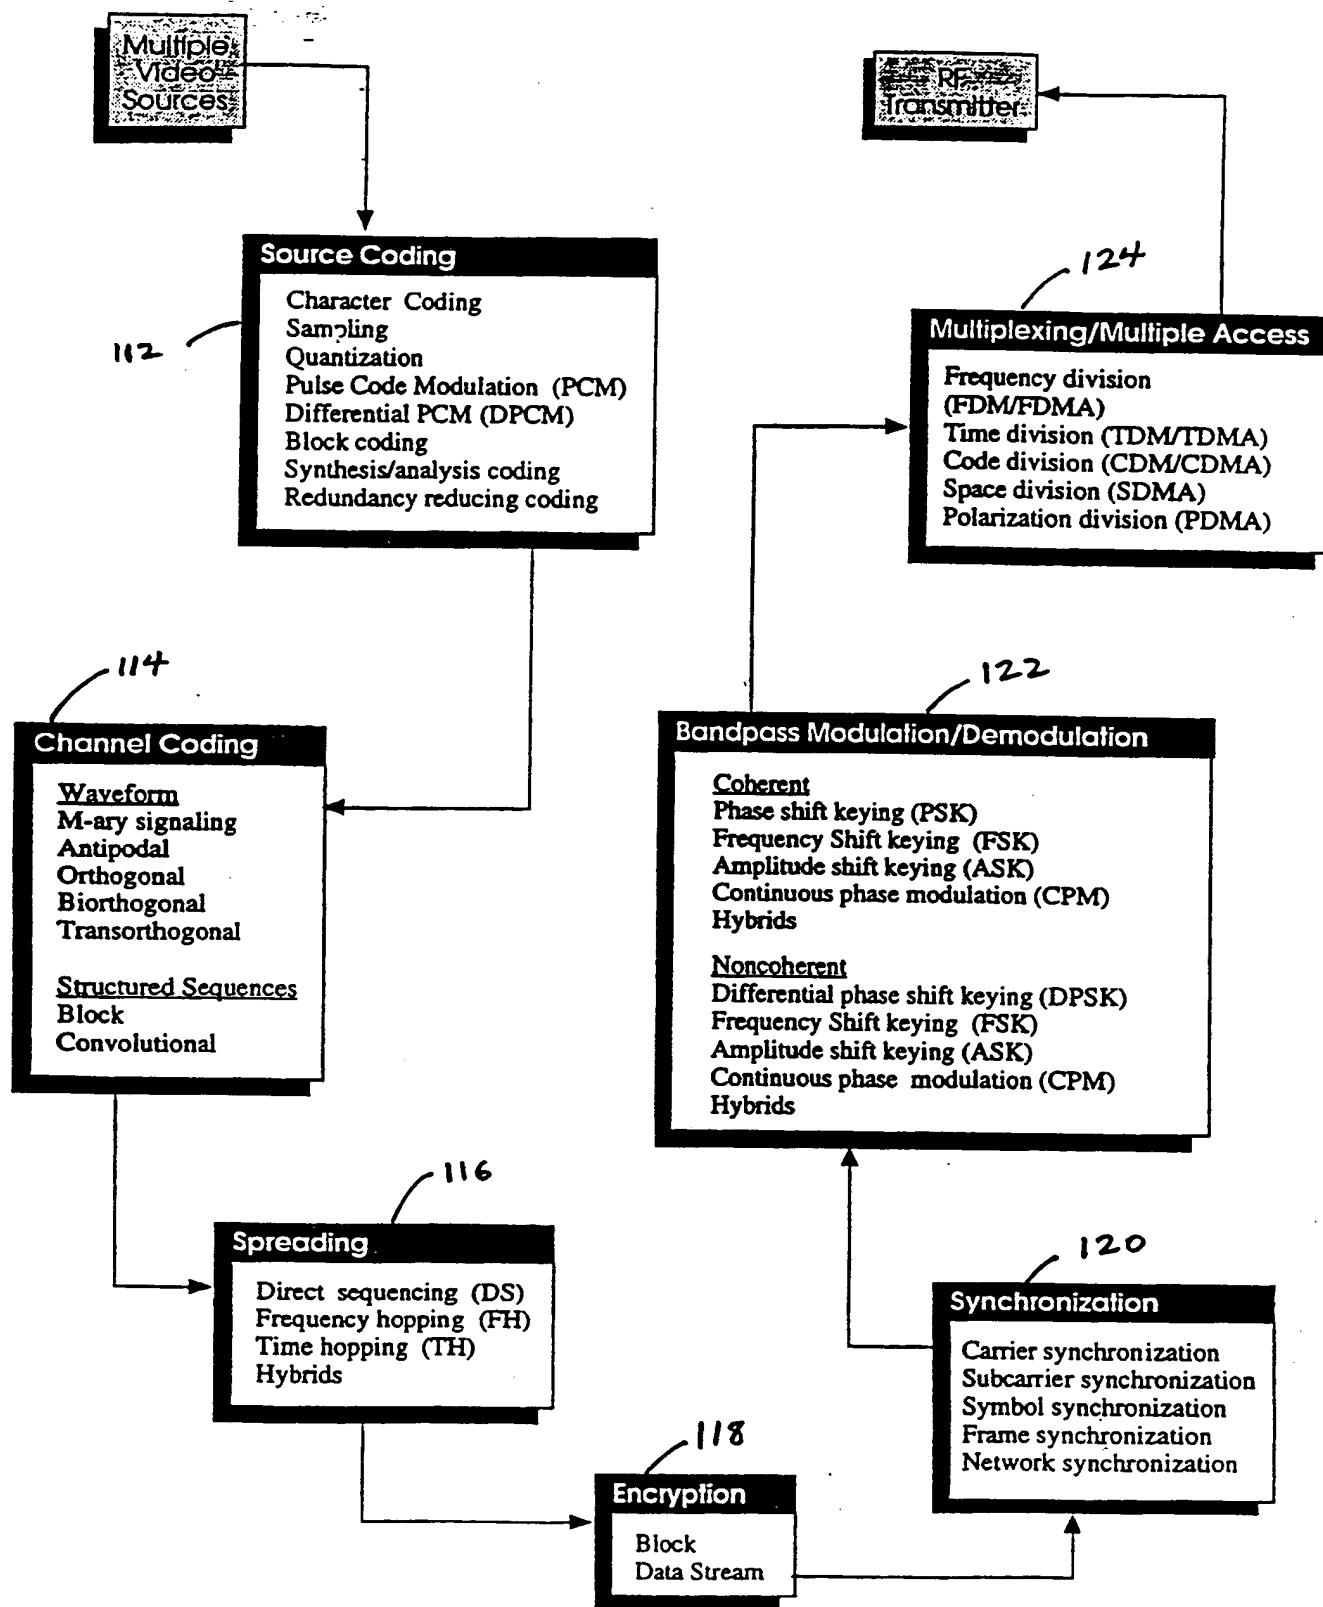 Multiple
Video
Sources
RF
Transmitter
Source Coding
Character Coding
Sampling
Quantization
Pulse Code Modulation (PCM)
Differential PCM (DPCM)
Block coding
Synthesis/analysis coding
Redundancy reducing coding
112
124
Multiplexing/Multiple Access
Frequency division
(FDM/FDMA)
Time division (TDM/TDMA)
Code division (CDM/CDMA)
Space division (SDMA)
Polarization division (PDMA)
114
Channel Coding
Waveform
M-ary signaling
Antipodal
Orthogonal
Biorthogonal
Transorthogonal
Structured Sequences
Block
Convolutional
122
Bandpass Modulation/Demodulation
Coherent
Phase shift keying (PSK)
Frequency Shift keying (FSK)
Amplitude shift keying (ASK)
Continuous phase modulation (CPM)
Hybrids
Noncoherent
Differential phase shift keying (DPSK)
Frequency Shift keying (FSK)
Amplitude shift keying (ASK)
Continuous phase modulation (CPM)
Hybrids
116
Spreading
Direct sequencing (DS)
Frequency hopping (FH)
Time hopping (TH)
Hybrids
120
Synchronization
Carrier synchronization
Subcarrier synchronization
Symbol synchronization
Frame synchronization
Network synchronization
118
Encryption
Block
Data Stream